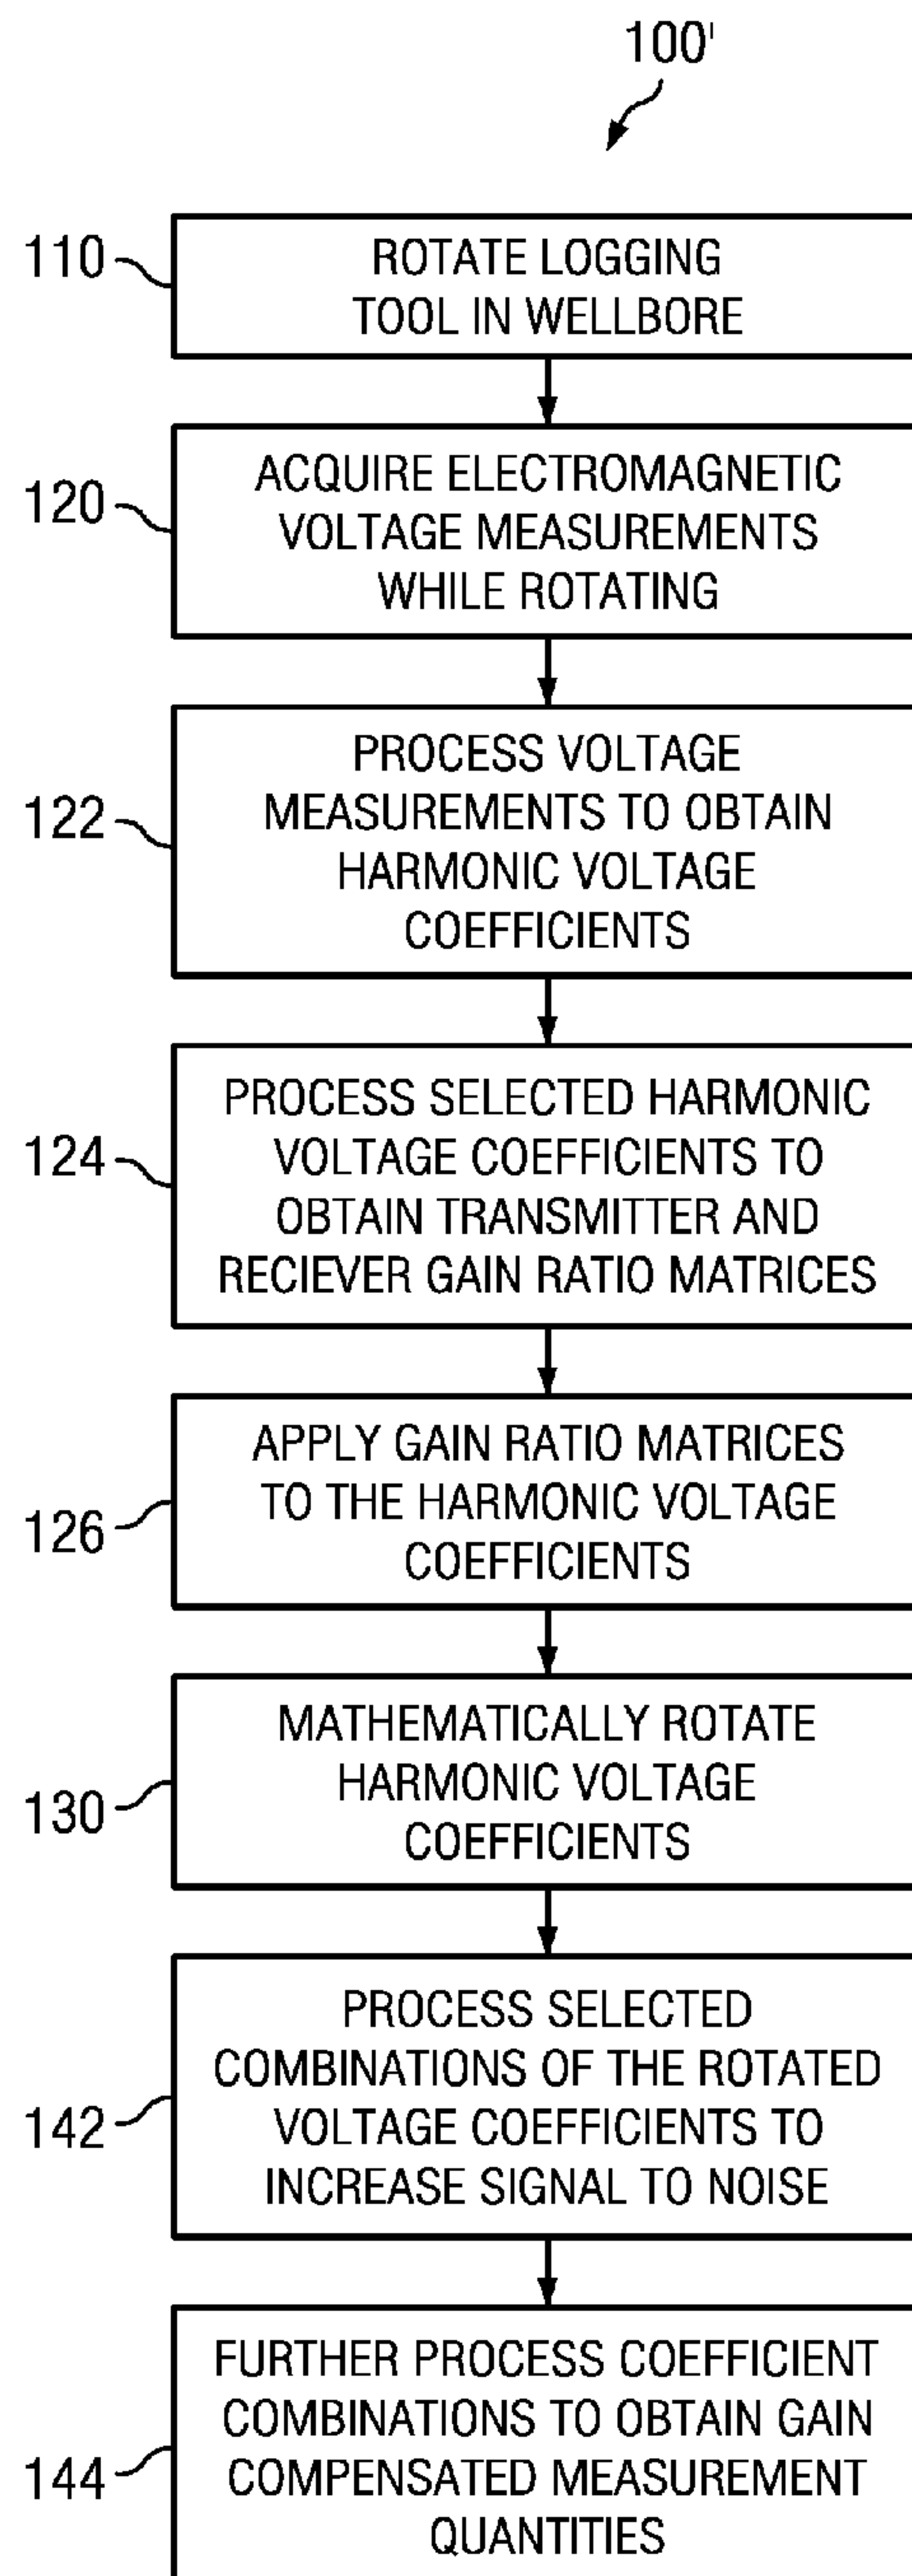 100'
110
ROTATE LOGGING
TOOL IN WELLBORE
120
ACQUIRE ELECTROMAGNETIC
VOLTAGE MEASUREMENTS
WHILE ROTATING
122
PROCESS VOLTAGE
MEASUREMENTS TO OBTAIN
HARMONIC VOLTAGE
COEFFICIENTS
124
PROCESS SELECTED HARMONIC
VOLTAGE COEFFICIENTS TO
OBTAIN TRANSMITTER AND
RECIEVER GAIN RATIO MATRICES
126
APPLY GAIN RATIO MATRICES
TO THE HARMONIC VOLTAGE
COEFFICIENTS
130
MATHEMATICALLY ROTATE
HARMONIC VOLTAGE
COEFFICIENTS
142
PROCESS SELECTED
COMBINATIONS OF THE ROTATED
VOLTAGE COEFFICIENTS TO
INCREASE SIGNAL TO NOISE
144
FURTHER PROCESS COEFFICIENT
COMBINATIONS TO OBTAIN GAIN
COMPENSATED MEASUREMENT
QUANTITIES